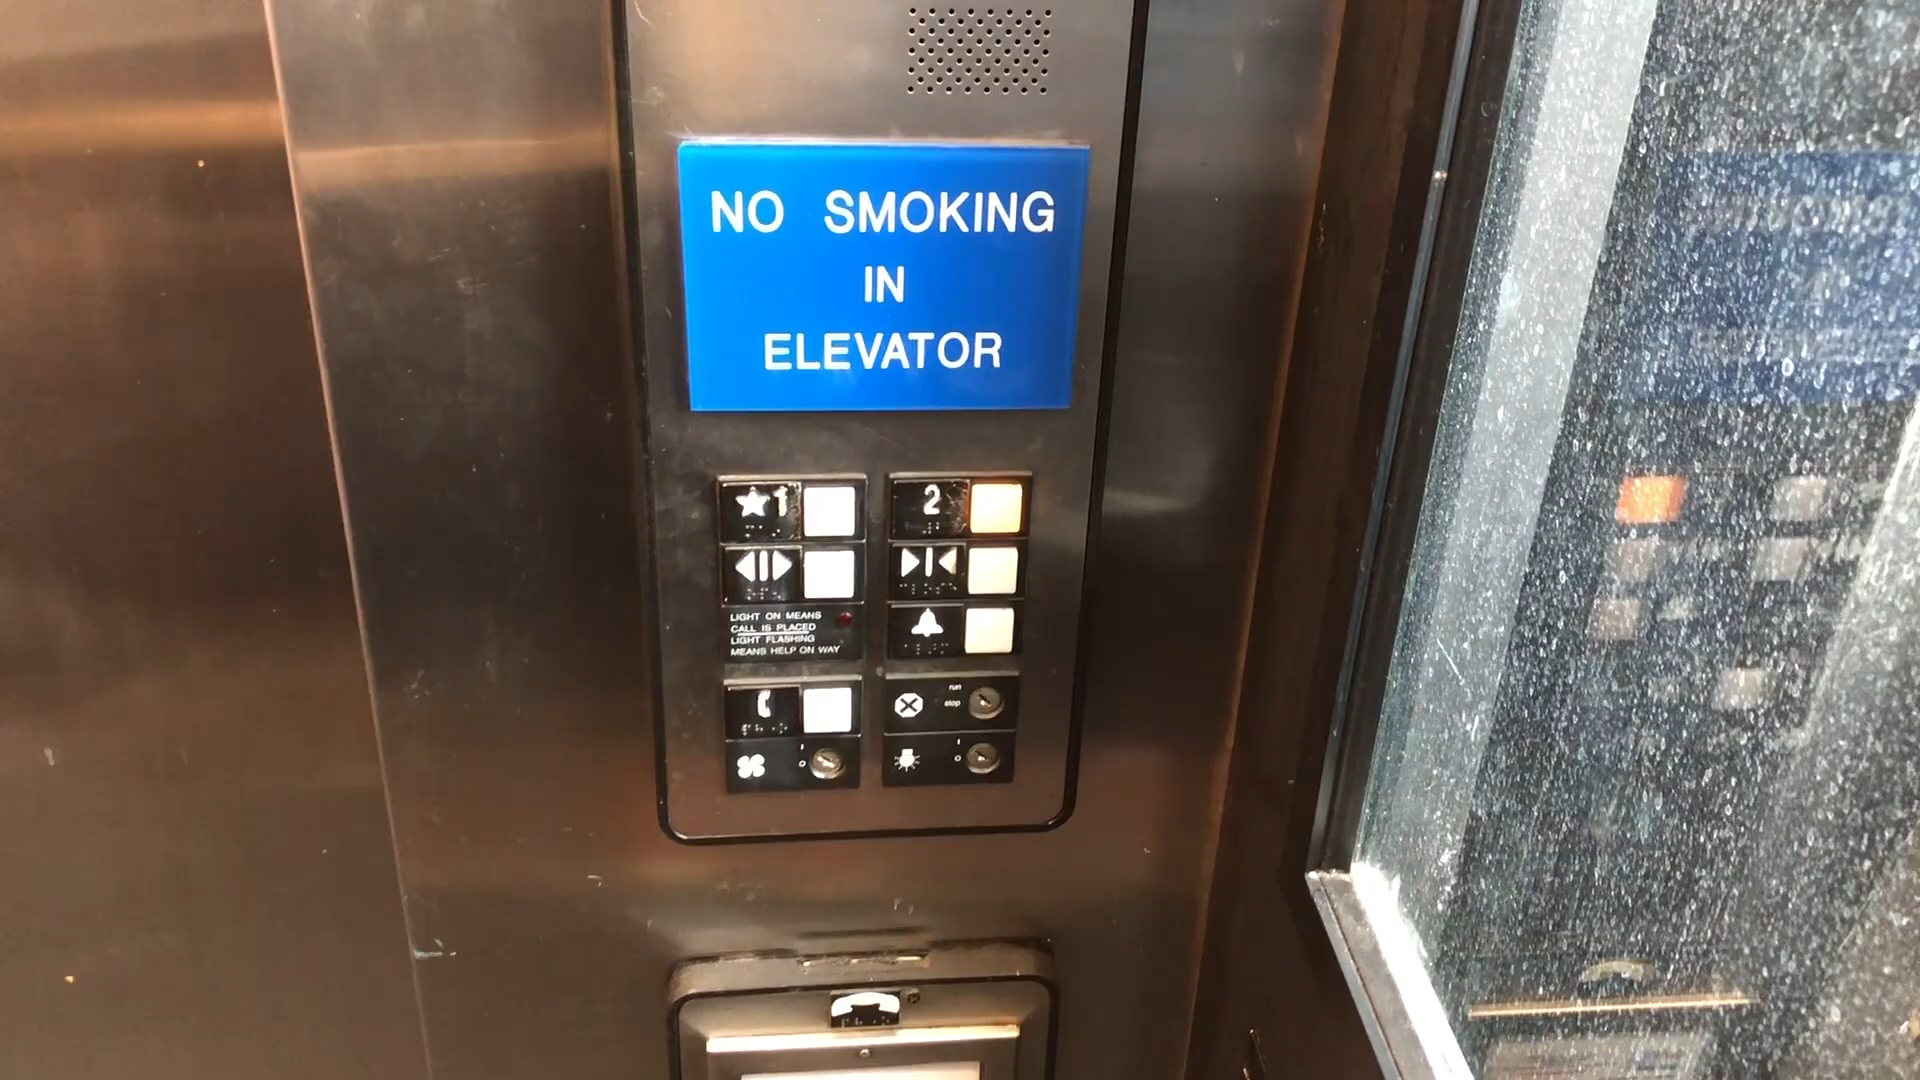 NO SMOKING
IN
ELEVATOR
★1
2
LIGHT ON MEANS
CALL IS PLACED
LIGHT FLASHING
MEANS HELP ON WAY
run
stop
I
O
I
O